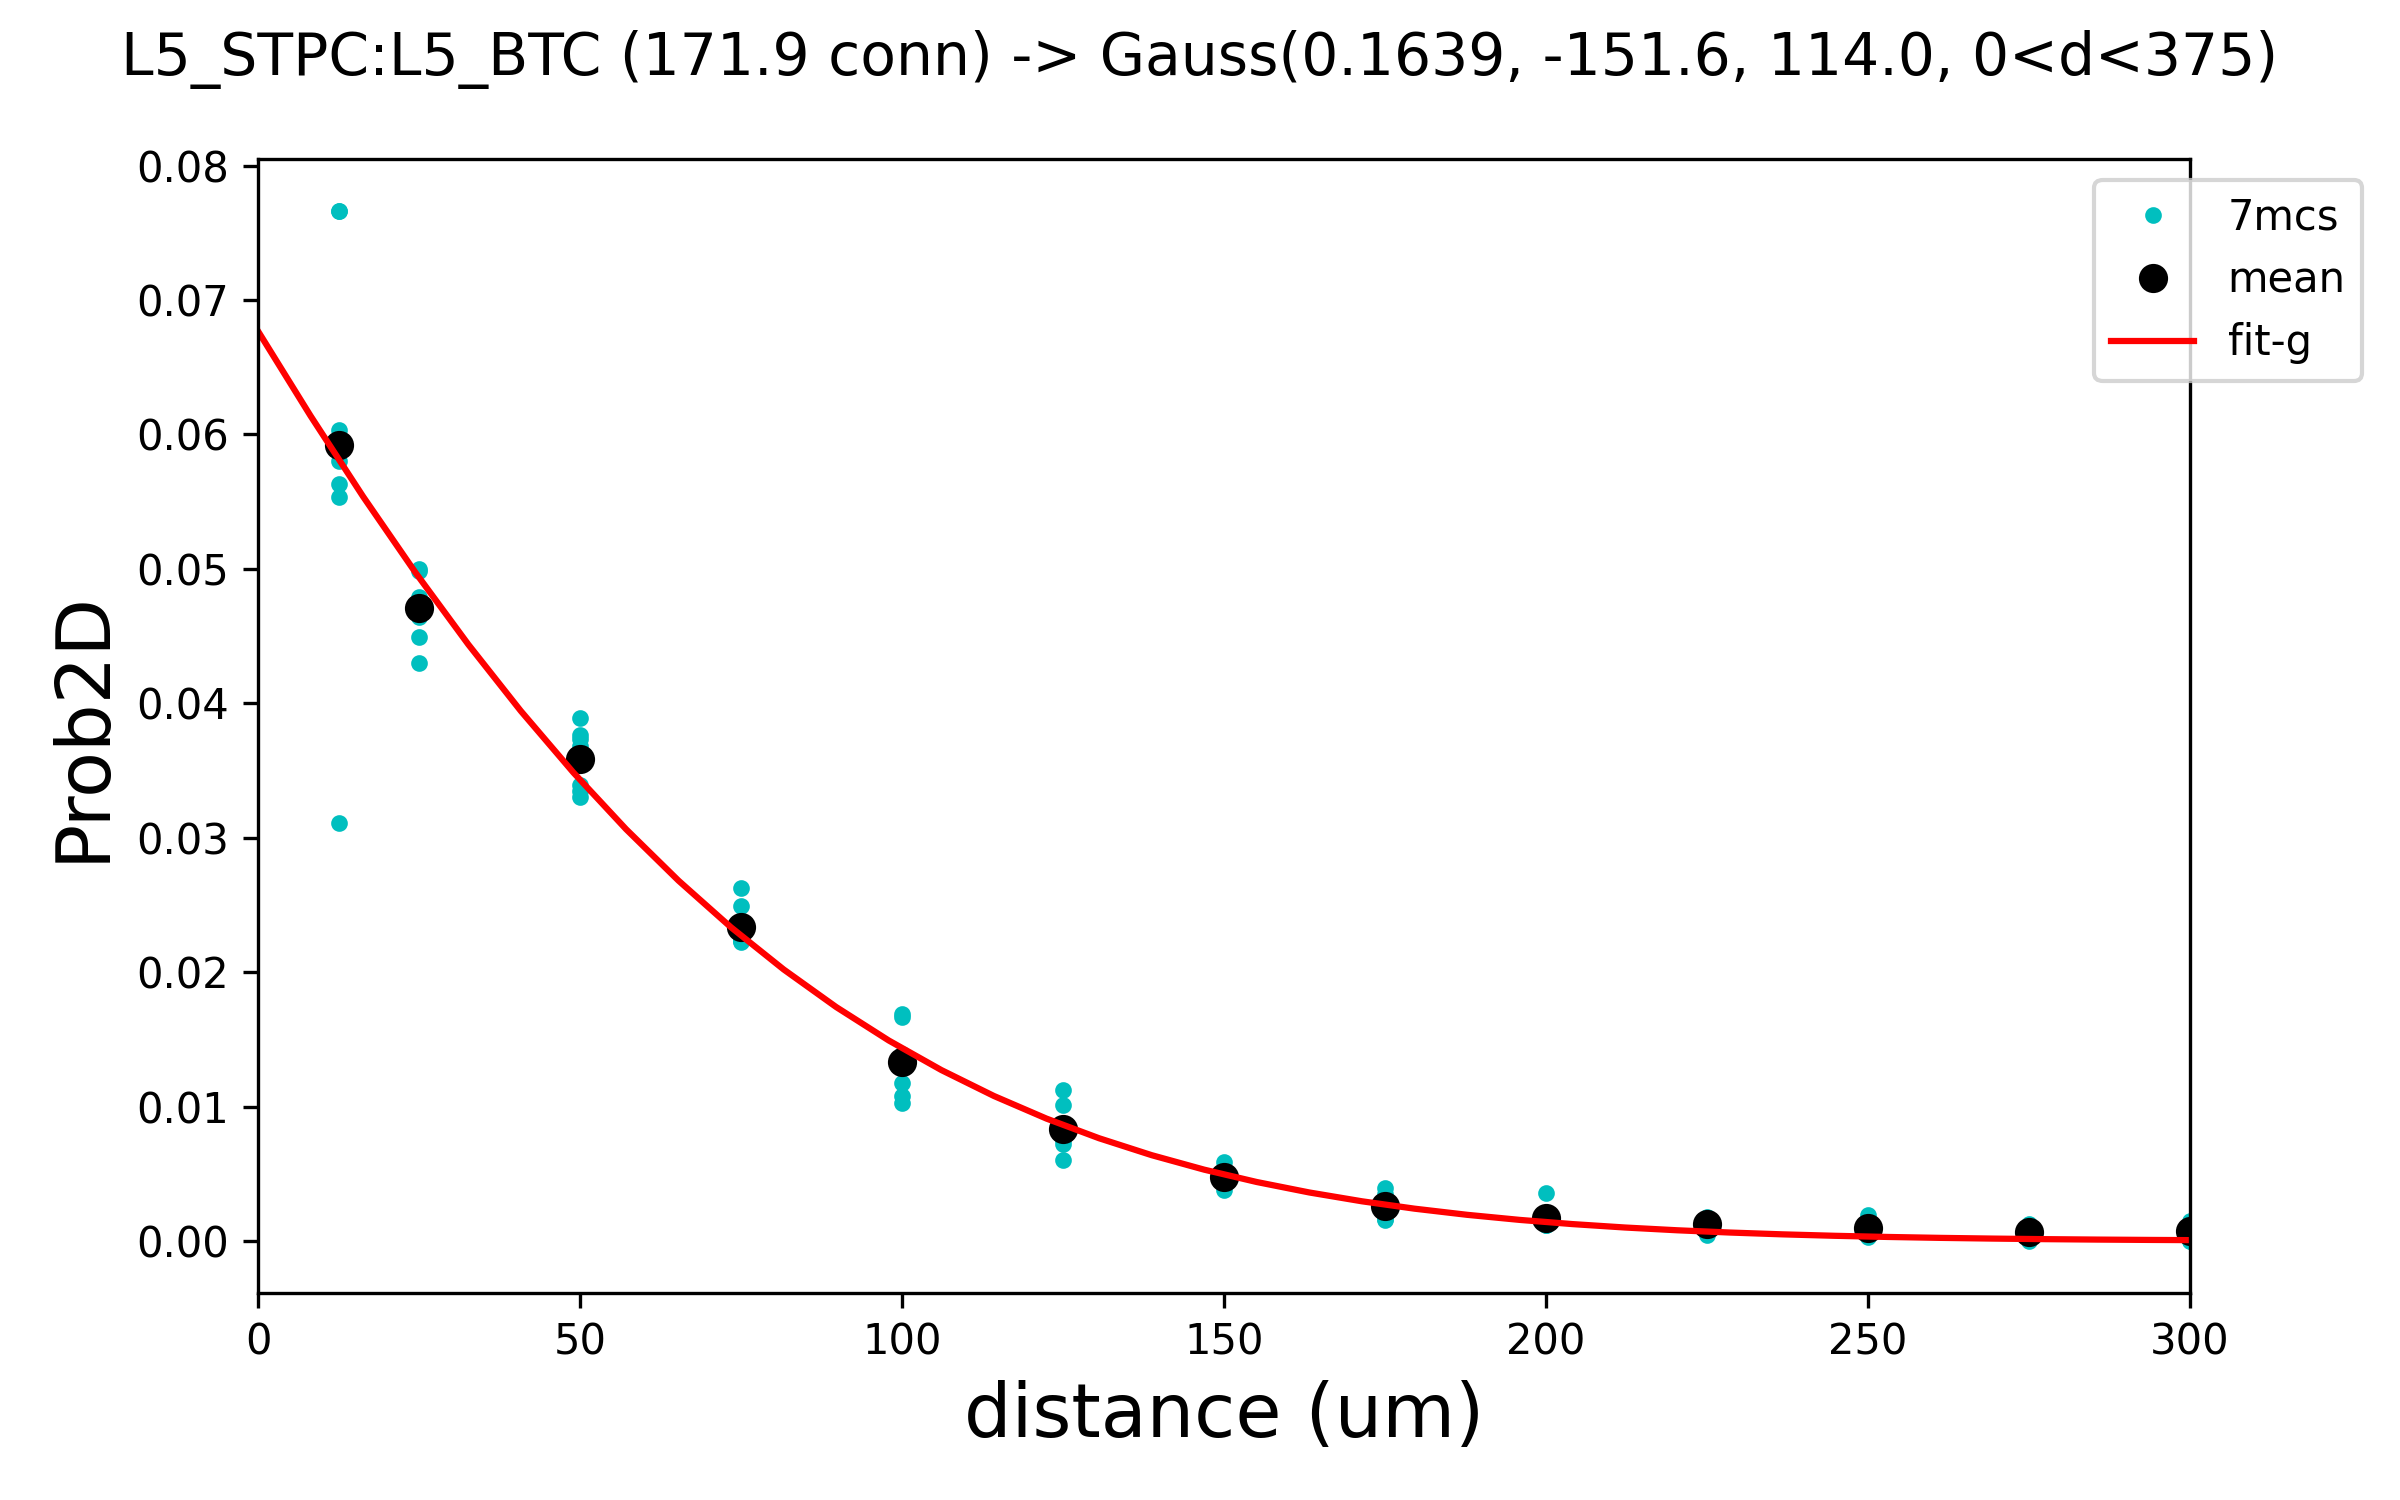 L5_STPC:L5_BTC (171.9 conn) -> Gauss(0.1639, -151.6, 114.0, 0<d<375)
0.08
0.07
0.06
0.05
0.04
0.03
0.02
0.01
0.00
Prob2D
7mcs
mean
fit-g
0 50 100 150 200 250 300
distance (um)